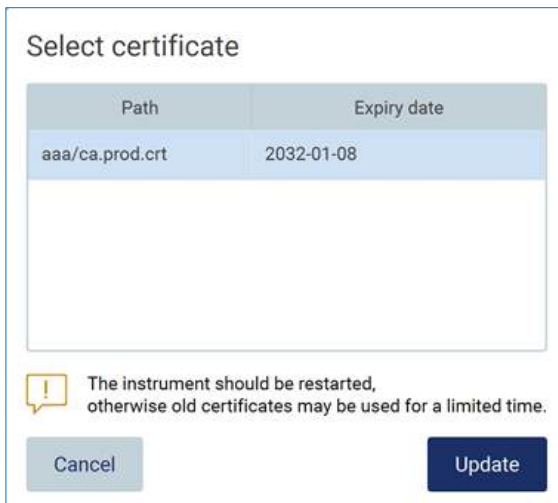 Select certificate
Path Expiry date
aaa/ca.prod.crt 2032-01-08
!
The instrument should be restarted,
otherwise old certificates may be used for a limited time.
Cancel Update